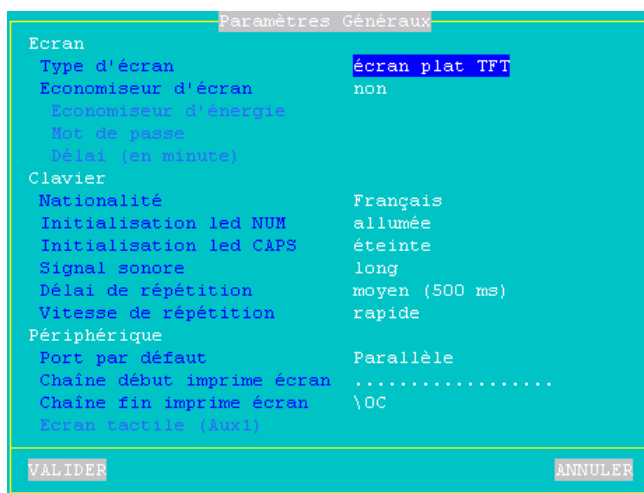 Paramètres Généraux
Ecran
Type d'écran écran plat TFT
Economiseur d'écran non
Economiseur d'énergie
Mot de passe
Délai (en minute)
Clavier
Nationalité Français
Initialisation led NUM allumée
Initialisation led CAPS éteinte
Signal sonore long
Délai de répétition moyen (500 ms)
Vitesse de répétition rapide
Périphérique
Port par défaut Parallèle
Chaîne début imprime écran ..................
Chaîne fin imprime écran \0C
Ecran tactile (Aux1)
VALIDER ANNULER